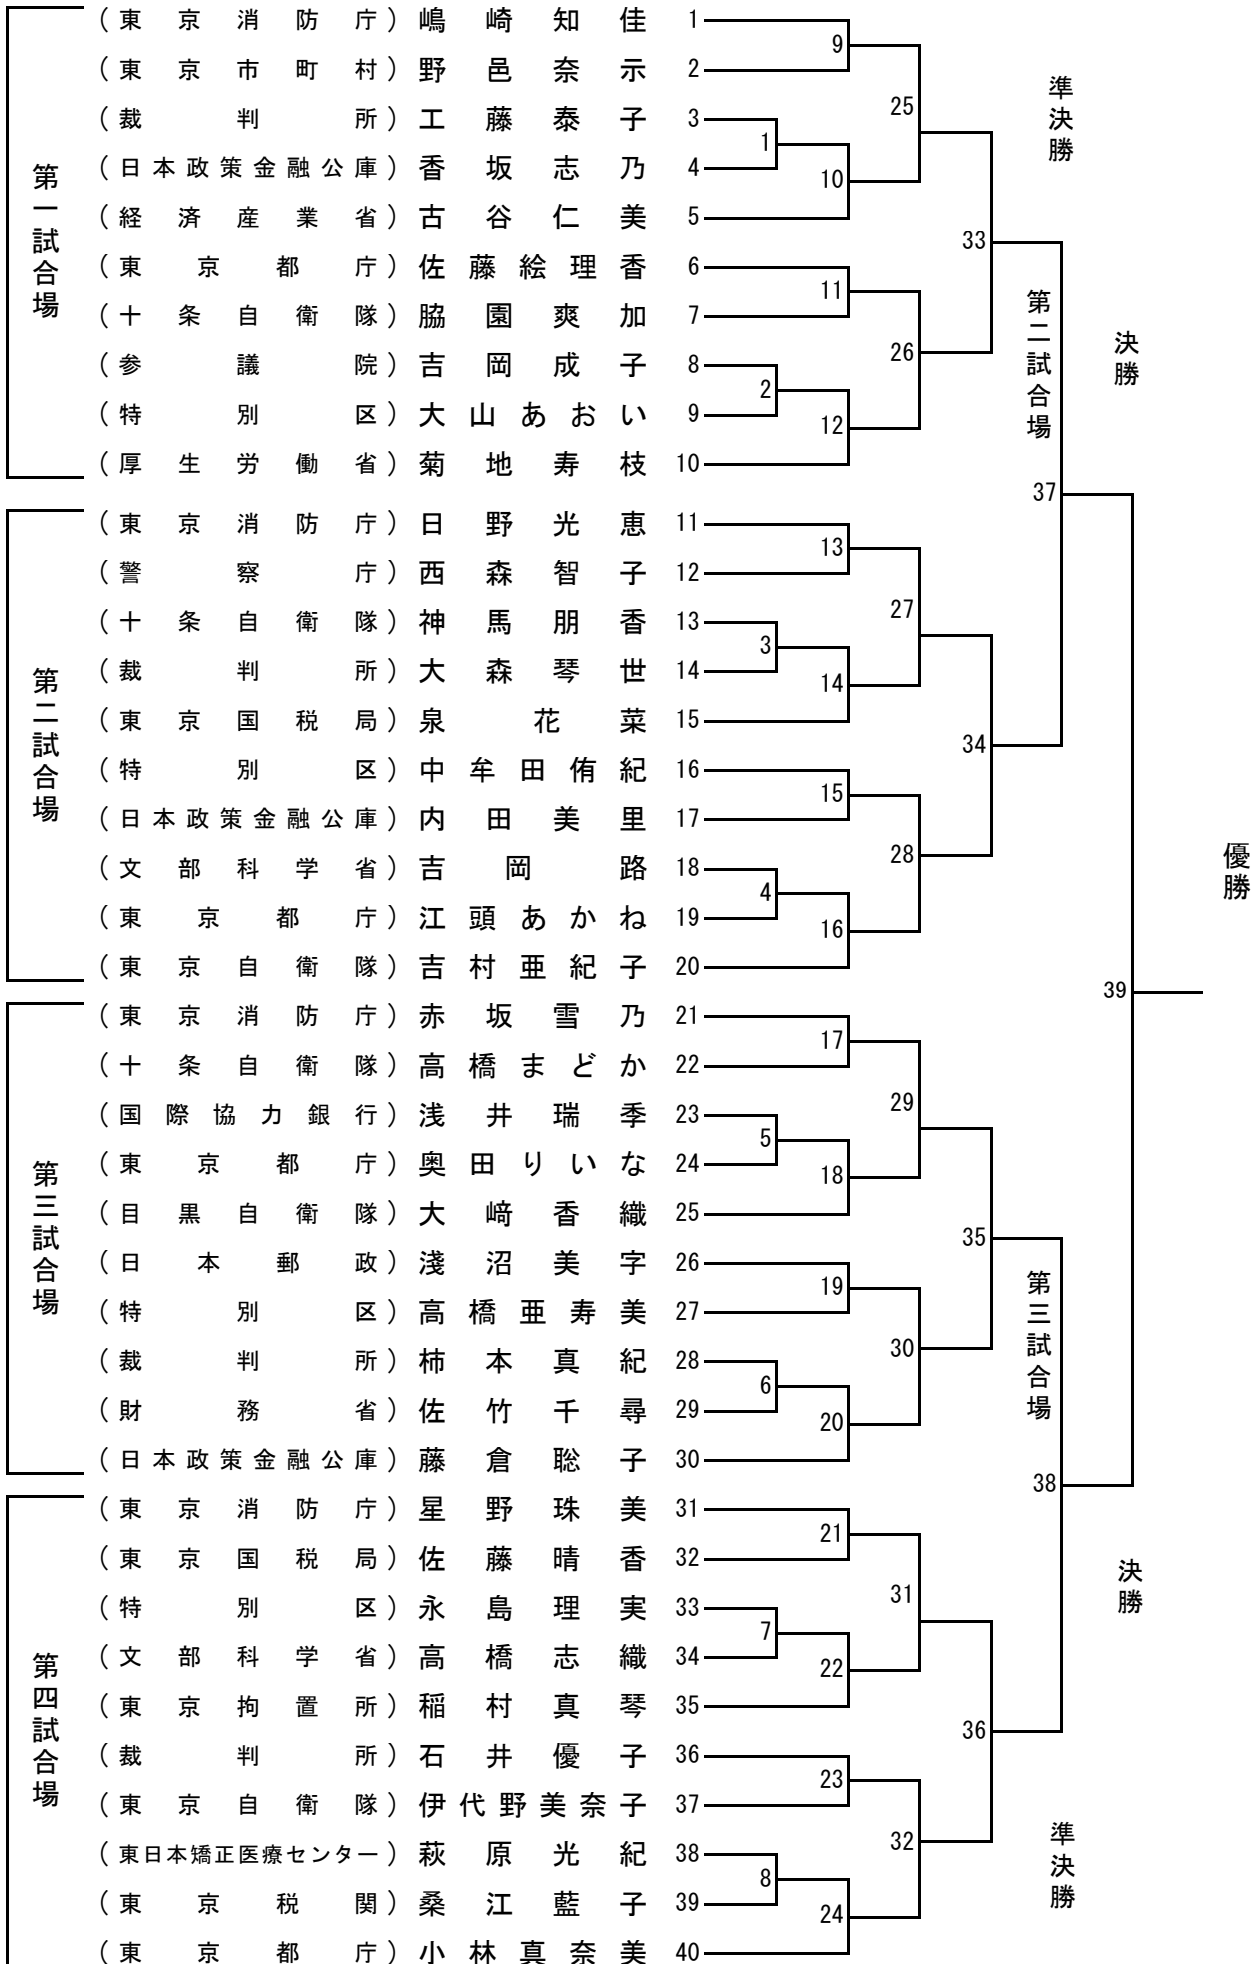 第一試合場
(東京消防庁) 嶋崎知佳 1
(東京市町村) 野邑奈示 2
(裁判所) 工藤泰子 3
(日本政策金融公庫) 香坂志乃 4
(経済産業省) 古谷仁美 5
(東京都庁) 佐藤絵理香 6
(十条自衛隊) 脇園爽加 7
(参議院) 吉岡成子 8
(特別区) 大山あおい 9
(厚生労働省) 菊地寿枝 10
第二試合場
(東京消防庁) 日野光恵 11
(警察庁) 西森智子 12
(十条自衛隊) 神馬朋香 13
(裁判所) 大森琴世 14
(東京国税局) 泉花菜 15
(特別区) 中牟田侑紀 16
(日本政策金融公庫) 内田美里 17
(文部科学省) 吉岡路 18
(東京都庁) 江頭あかね 19
(東京自衛隊) 吉村亜紀子 20
第三試合場
(東京消防庁) 赤坂雪乃 21
(十条自衛隊) 高橋まどか 22
(国際協力銀行) 浅井瑞季 23
(東京都庁) 奥田りいな 24
(目黒自衛隊) 大﨑香織 25
(日本郵政) 淺沼美字 26
(特別区) 高橋亜寿美 27
(裁判所) 柿本真紀 28
(財務省) 佐竹千尋 29
(日本政策金融公庫) 藤倉聡子 30
第四試合場
(東京消防庁) 星野珠美 31
(東京国税局) 佐藤晴香 32
(特別区) 永島理実 33
(文部科学省) 高橋志織 34
(東京拘置所) 稲村真琴 35
(裁判所) 石井優子 36
(東京自衛隊) 伊代野美奈子 37
(東日本矯正医療センター) 萩原光紀 38
(東京税関) 桑江藍子 39
(東京都庁) 小林真奈美 40
1
2
3
4
5
6
7
8
9
10
11
12
13
14
15
16
17
18
19
20
21
22
23
24
25
26
27
28
29
30
31
32
33
34
35
36
準決勝
第二試合場
37
決勝
第三試合場
38
決勝
準決勝
39
優勝